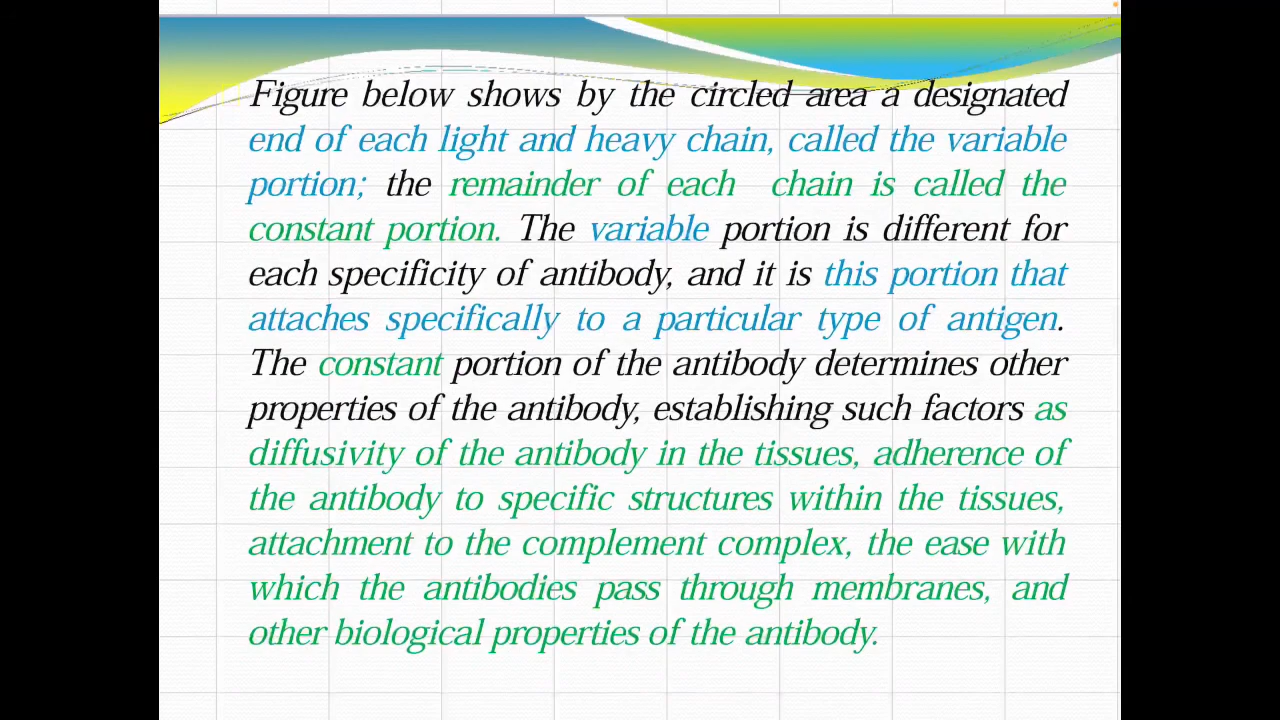 Figure below shows by the circled area a designated
end of each light and heavy chain, called the variable
portion; the remainder of each chain is called the
constant portion. The variable portion is different for
each specificity of antibody, and it is this portion that
attaches specifically to a particular type of antigen.
The constant portion of the antibody determines other
properties of the antibody, establishing such factors as
diffusivity of the antibody in the tissues, adherence of
the antibody to specific structures within the tissues,
attachment to the complement complex, the ease with
which the antibodies pass through membranes, and
other biological properties of the antibody.